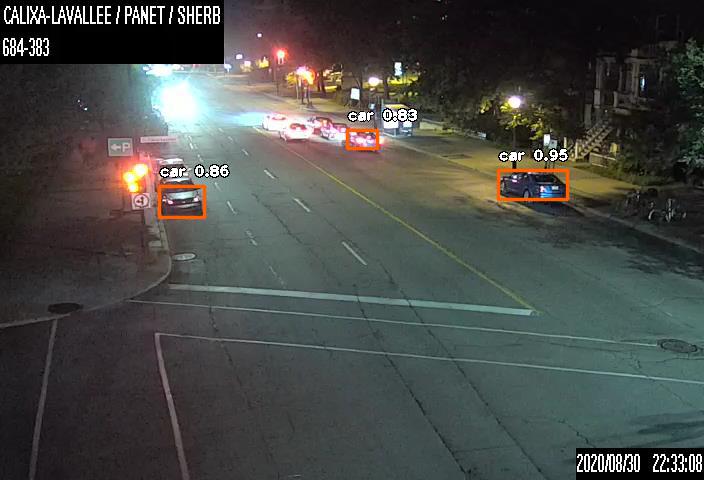 CALIXA-LAVALLEE / PANET / SHERB
684-383
car 0.83
car 0.95
car 0.86
P
2020/08/30 22:33:08